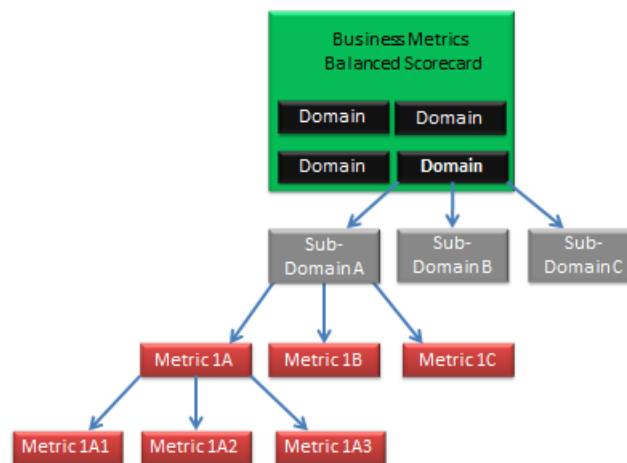 Business Metrics
Balanced Scorecard
Domain
Domain
Domain
Domain
Sub-
Domain A
Sub-
Domain B
Sub-
Domain C
Metric 1A
Metric 1B
Metric 1C
Metric 1A1
Metric 1A2
Metric 1A3